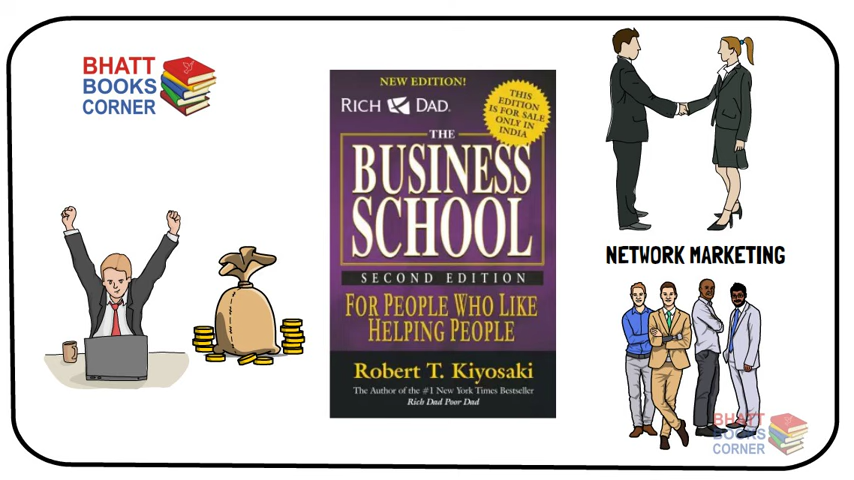 BHATT
BOOKS
CORNER
NEW EDITION!
RICH DAD.
THIS
EDITION
IS FOR SALE
ONLY IN
INDIA
THE
BUSINESS
SCHOOL
SECOND EDITION
FOR PEOPLE WHO LIKE
HELPING PEOPLE
Robert T. Kiyosaki
The Author of the #1 New York Times Bestseller
Rich Dad Poor Dad
NETWORK MARKETING
BHATT
BOOKS
CORNER